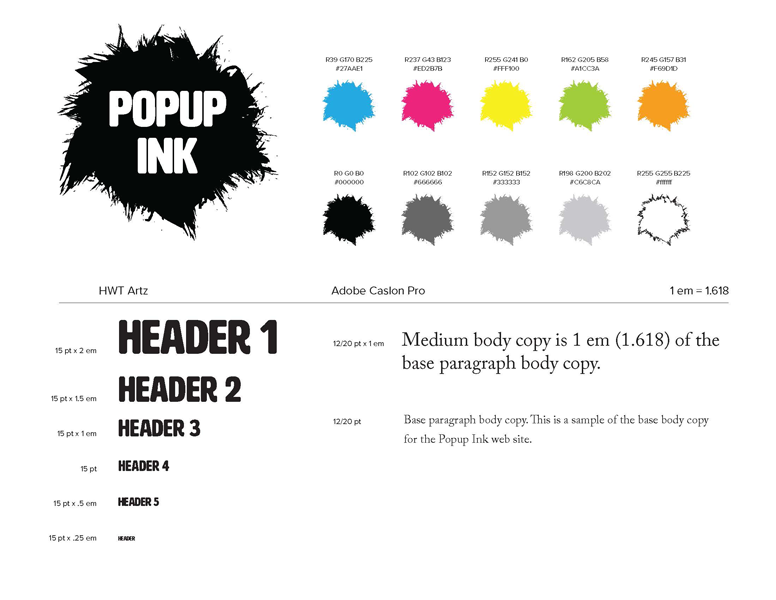 POPUP
INK
R39 G170 B225
#27AAE1
R237 G43 B123
#ED2B7B
R255 G241 B0
#FFF100
R162 G205 B58
#A1CC3A
R245 G157 B31
#F69D1D
R0 G0 B0
#000000
R102 G102 B102
#666666
R152 G152 B152
#333333
R198 G200 B202
#C6C8CA
R255 G255 B225
#ffffff
HWT Artz
Adobe Caslon Pro
1 em = 1.618
15 pt x 2 em
HEADER 1
15 pt x 1.5 em
HEADER 2
15 pt x 1 em
HEADER 3
15 pt
HEADER 4
15 pt x .5 em
HEADER 5
15 pt x .25 em
HEADER
12/20 pt x 1 em
Medium body copy is 1 em (1.618) of the
base paragraph body copy.
12/20 pt
Base paragraph body copy. This is a sample of the base body copy
for the Popup Ink web site.